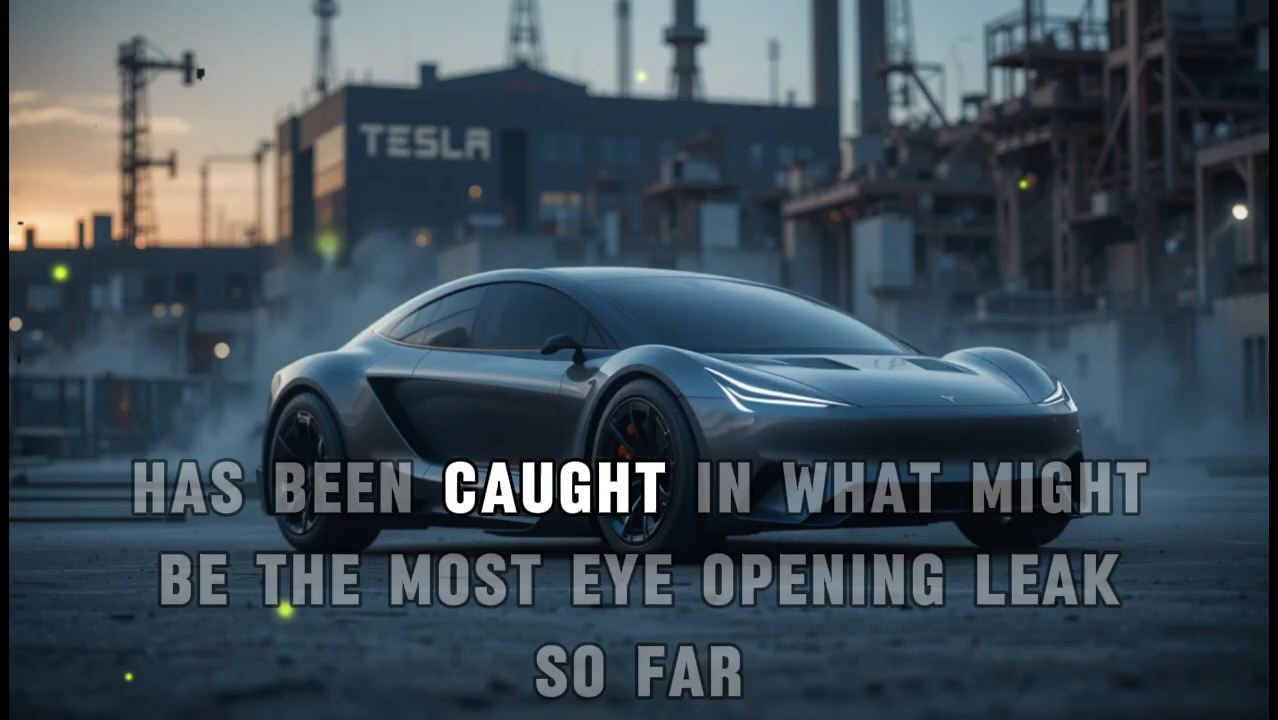 TESLA
HAS BEEN CAUGHT IN WHAT MIGHT
BE THE MOST EYE OPENING LEAK
SO FAR